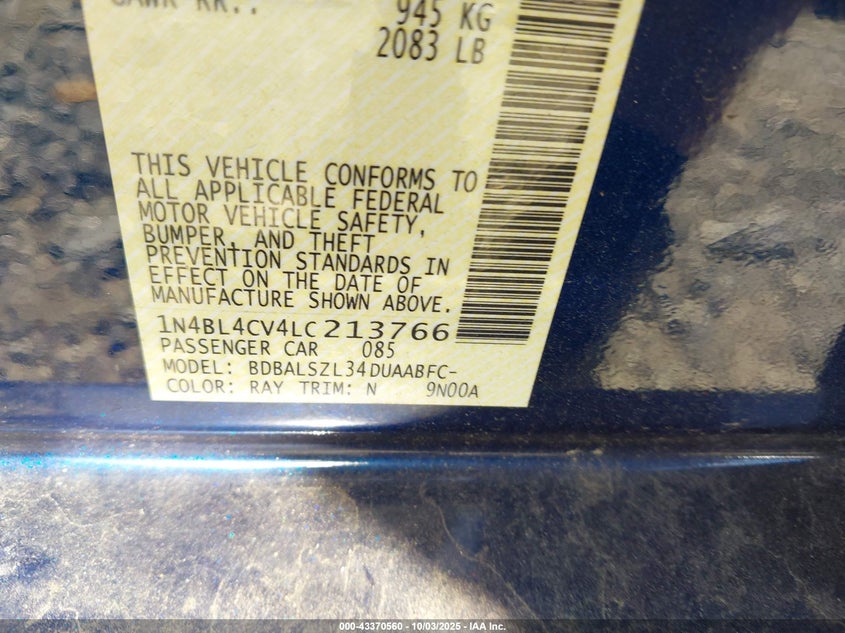 945 KG
2083 LB
THIS VEHICLE CONFORMS TO
ALL APPLICABLE FEDERAL
MOTOR VEHICLE SAFETY,
BUMPER, AND THEFT
PREVENTION STANDARDS IN
EFFECT ON THE DATE OF
MANUFACTURE SHOWN ABOVE.
1N4BL4CV4LC213766
PASSENGER CAR 085
MODEL: BDBALSZL34DUAABFC-
COLOR: RAY TRIM: N 9N00A
000-43370560 - 10/03/2025 - IAA Inc.